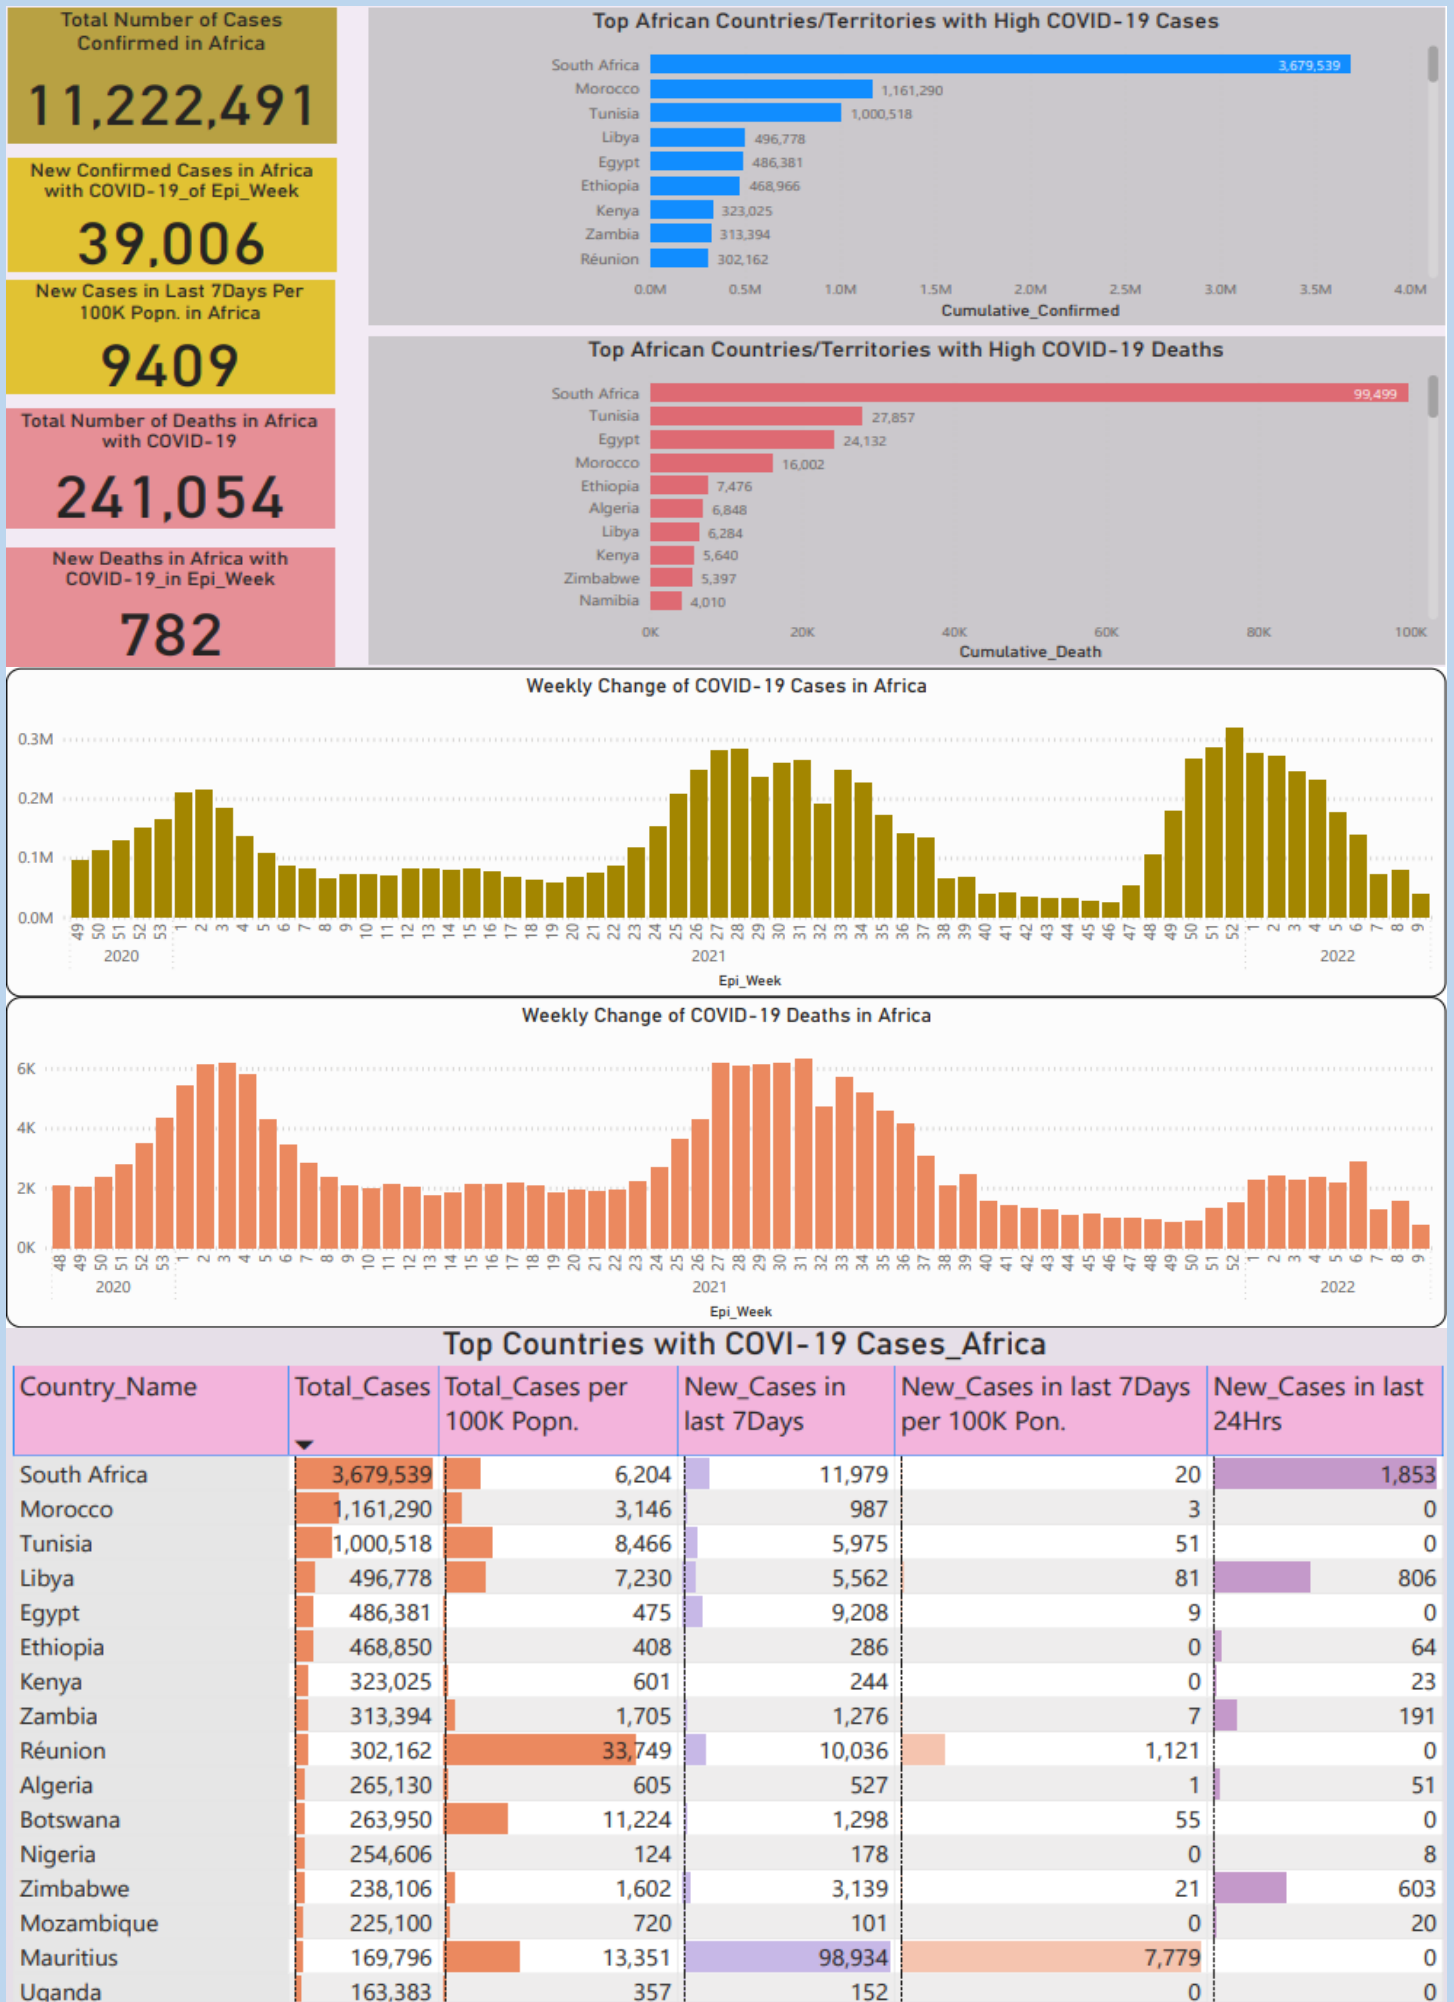 Total Number of Cases
Confirmed in Africa
11,222,491
New Confirmed Cases in Africa
with COVID-19_of Epi_Week
39,006
New Cases in Last 7Days Per
100K Popn. in Africa
9409
Total Number of Deaths in Africa
with COVID-19
241,054
New Deaths in Africa with
COVID-19_in Epi_Week
782
Top African Countries/Territories with High COVID-19 Cases
South Africa 3,679,539
Morocco 1,161,290
Tunisia 1,000,518
Libya 496,778
Egypt 486,381
Ethiopia 468,966
Kenya 323,025
Zambia 313,394
Réunion 302,162
0.0M 0.5M 1.0M 1.5M 2.0M 2.5M 3.0M 3.5M 4.0M
Cumulative_Confirmed
Top African Countries/Territories with High COVID-19 Deaths
South Africa 99,499
Tunisia 27,857
Egypt 24,132
Morocco 16,002
Ethiopia 7,476
Algeria 6,848
Libya 6,284
Kenya 5,640
Zimbabwe 5,397
Namibia 4,010
0K 20K 40K 60K 80K 100K
Cumulative_Death
Weekly Change of COVID-19 Cases in Africa
0.3M
0.2M
0.1M
0.0M
49 50 51 52 53 1 2 3 4 5 6 7 8 9 10 11 12 13 14 15 16 17 18 19 20 21 22 23 24 25 26 27 28 29 30 31 32 33 34 35 36 37 38 39 40 41 42 43 44 45 46 47 48 49 50 51 52 1 2 3 4 5 6 7 8 9
2020 2021 2022
Epi_Week
Weekly Change of COVID-19 Deaths in Africa
6K
4K
2K
0K
48 49 50 51 52 53 1 2 3 4 5 6 7 8 9 10 11 12 13 14 15 16 17 18 19 20 21 22 23 24 25 26 27 28 29 30 31 32 33 34 35 36 37 38 39 40 41 42 43 44 45 46 47 48 49 50 51 52 1 2 3 4 5 6 7 8 9
2020 2021 2022
Epi_Week
Top Countries with COVI-19 Cases_Africa
Country_Name Total_Cases Total_Cases per New_Cases in New_Cases in last 7Days New_Cases in last
100K Popn. last 7Days per 100K Pon. 24Hrs
South Africa 3,679,539 6,204 11,979 20 1,853
Morocco 1,161,290 3,146 987 3 0
Tunisia 1,000,518 8,466 5,975 51 0
Libya 496,778 7,230 5,562 81 806
Egypt 486,381 475 9,208 9 0
Ethiopia 468,850 408 286 0 64
Kenya 323,025 601 244 0 23
Zambia 313,394 1,705 1,276 7 191
Réunion 302,162 33,749 10,036 1,121 0
Algeria 265,130 605 527 1 51
Botswana 263,950 11,224 1,298 55 0
Nigeria 254,606 124 178 0 8
Zimbabwe 238,106 1,602 3,139 21 603
Mozambique 225,100 720 101 0 20
Mauritius 169,796 13,351 98,934 7,779 0
Uganda 163,383 357 152 0 0